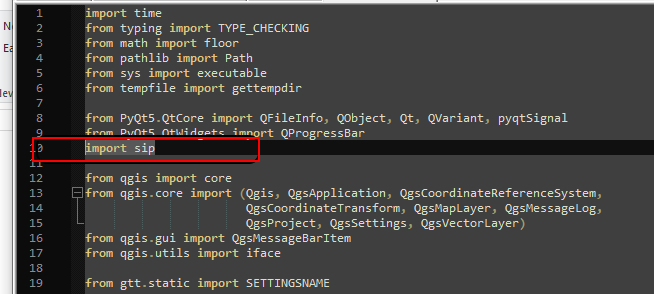 1 import time
2 from typing import TYPE_CHECKING
3 from math import floor
4 from pathlib import Path
5 from sys import executable
6 from tempfile import gettempdir
7
8 from PyQt5.QtCore import QFileInfo, QObject, Qt, QVariant, pyqtSignal
9 from PyQt5.QtWidgets import QProgressBar
10 import sip
11
12 from qgis import core
13 from qgis.core import (Qgis, QgsApplication, QgsCoordinateReferenceSystem,
14 QgsCoordinateTransform, QgsMapLayer, QgsMessageLog,
15 QgsProject, QgsSettings, QgsVectorLayer)
16 from qgis.gui import QgsMessageBarItem
17 from qgis.utils import iface
18
19 from gtt.static import SETTINGSNAME